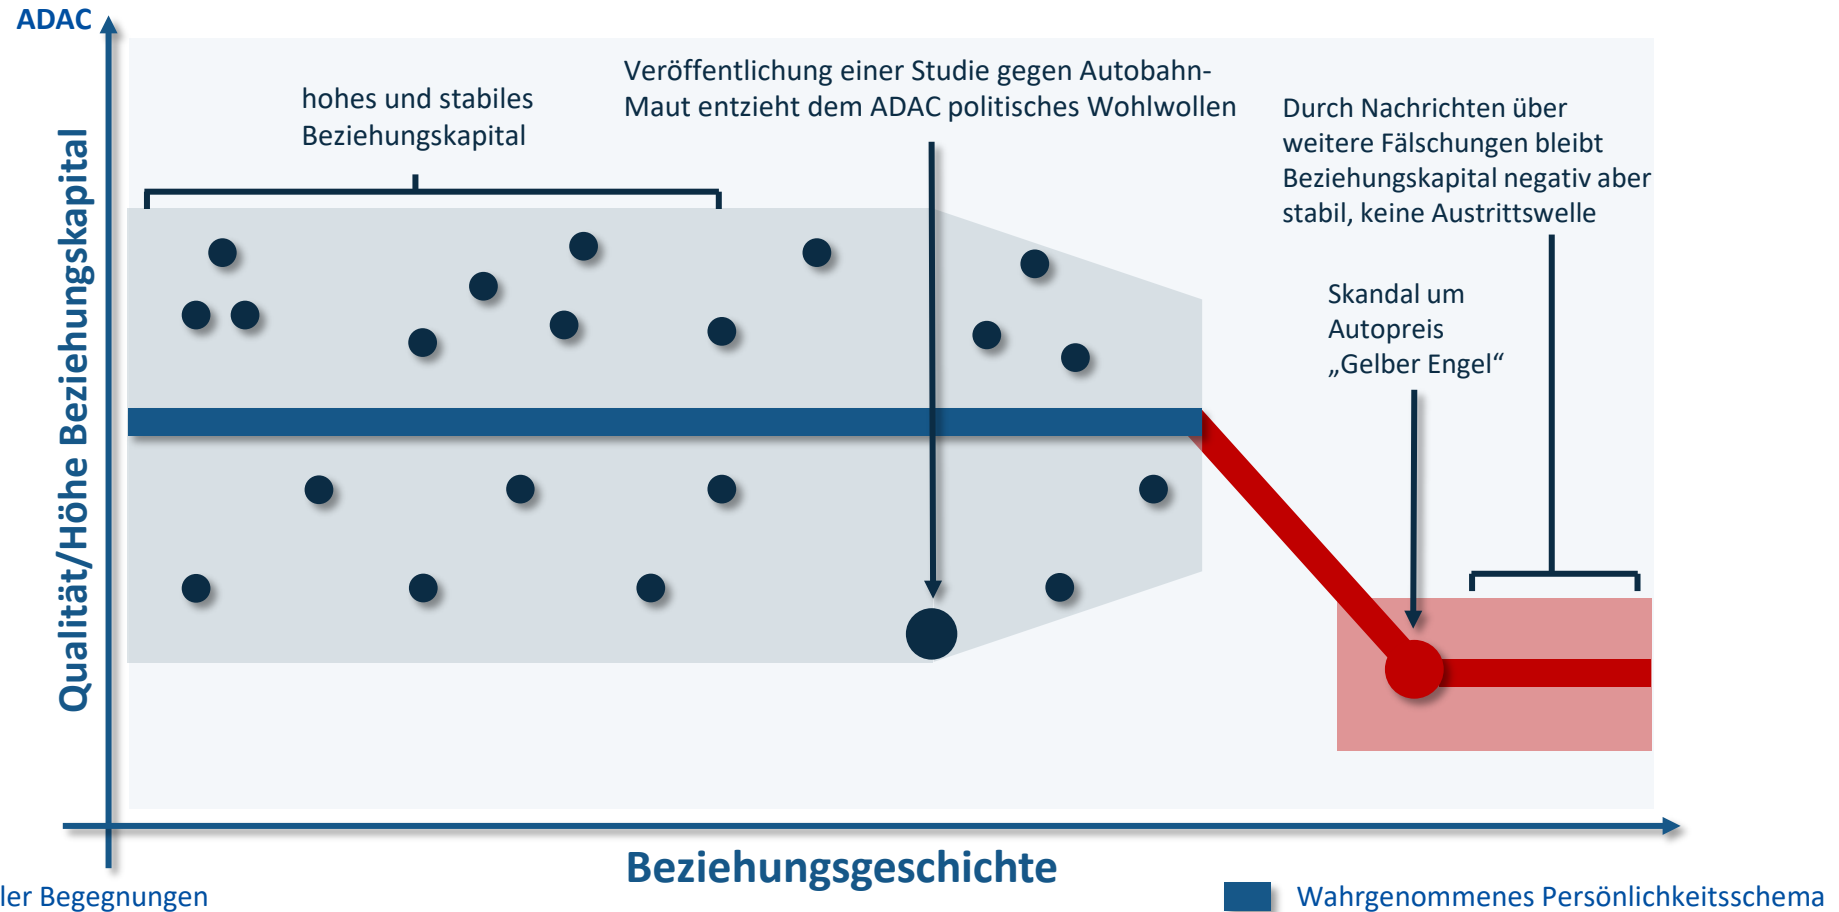 ADAC
Qualität/Höhe Beziehungskapital
hohes und stabiles
Beziehungskapital
Veröffentlichung einer Studie gegen Autobahn-
Maut entzieht dem ADAC politisches Wohlwollen
Durch Nachrichten über
weitere Fälschungen bleibt
Beziehungskapital negativ aber
stabil, keine Austrittswelle
Skandal um
Autopreis
„Gelber Engel“
Beziehungsgeschichte
ler Begegnungen
Wahrgenommenes Persönlichkeitsschema